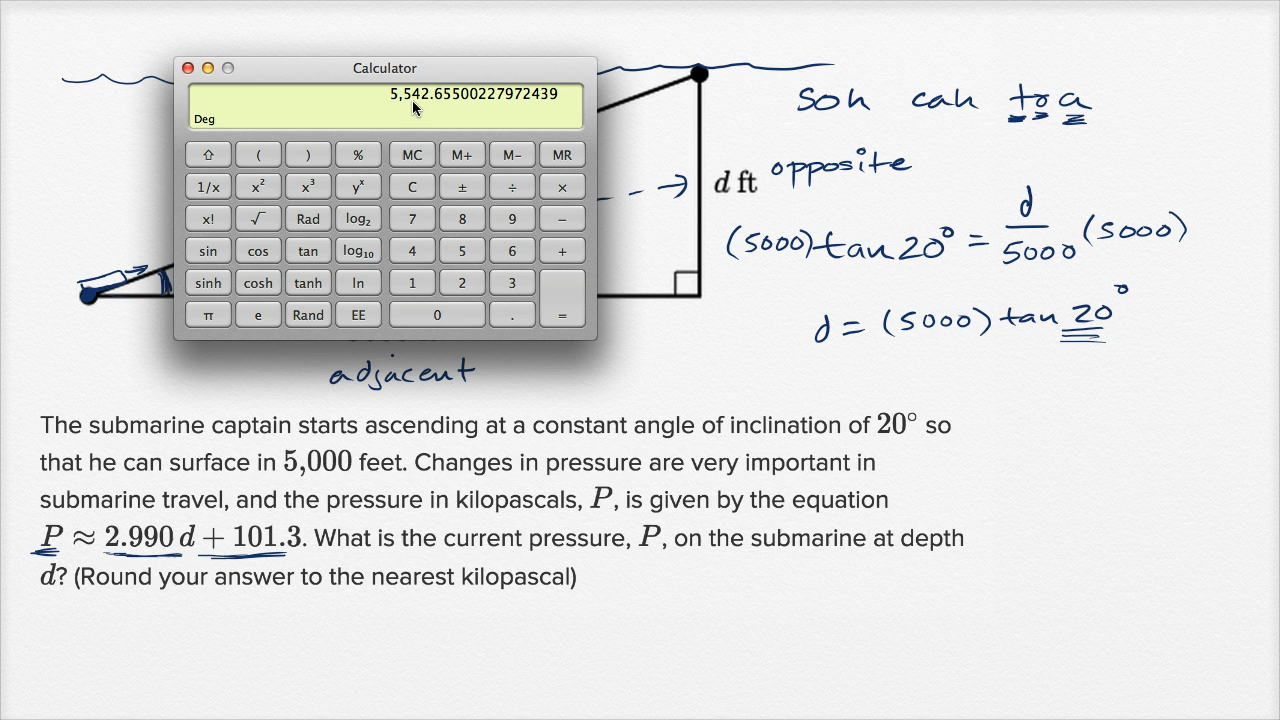 Calculator
5,542.65500227972439
Deg
⇧ ( ) % MC M+ M- MR
1/x x² x³ yˣ C ± ÷ ×
x! √ Rad log₂ 7 8 9 −
sin cos tan log₁₀ 4 5 6 +
sinh cosh tanh ln 1 2 3
π e Rand EE 0 . =
soh cah toa
d ft
opposite
(5000) tan 20° = d/5000 (5000)
d = (5000) tan 20°
adjacent
The submarine captain starts ascending at a constant angle of inclination of 20° so
that he can surface in 5,000 feet. Changes in pressure are very important in
submarine travel, and the pressure in kilopascals, P, is given by the equation
P ≈ 2.990 d + 101.3. What is the current pressure, P, on the submarine at depth
d? (Round your answer to the nearest kilopascal)